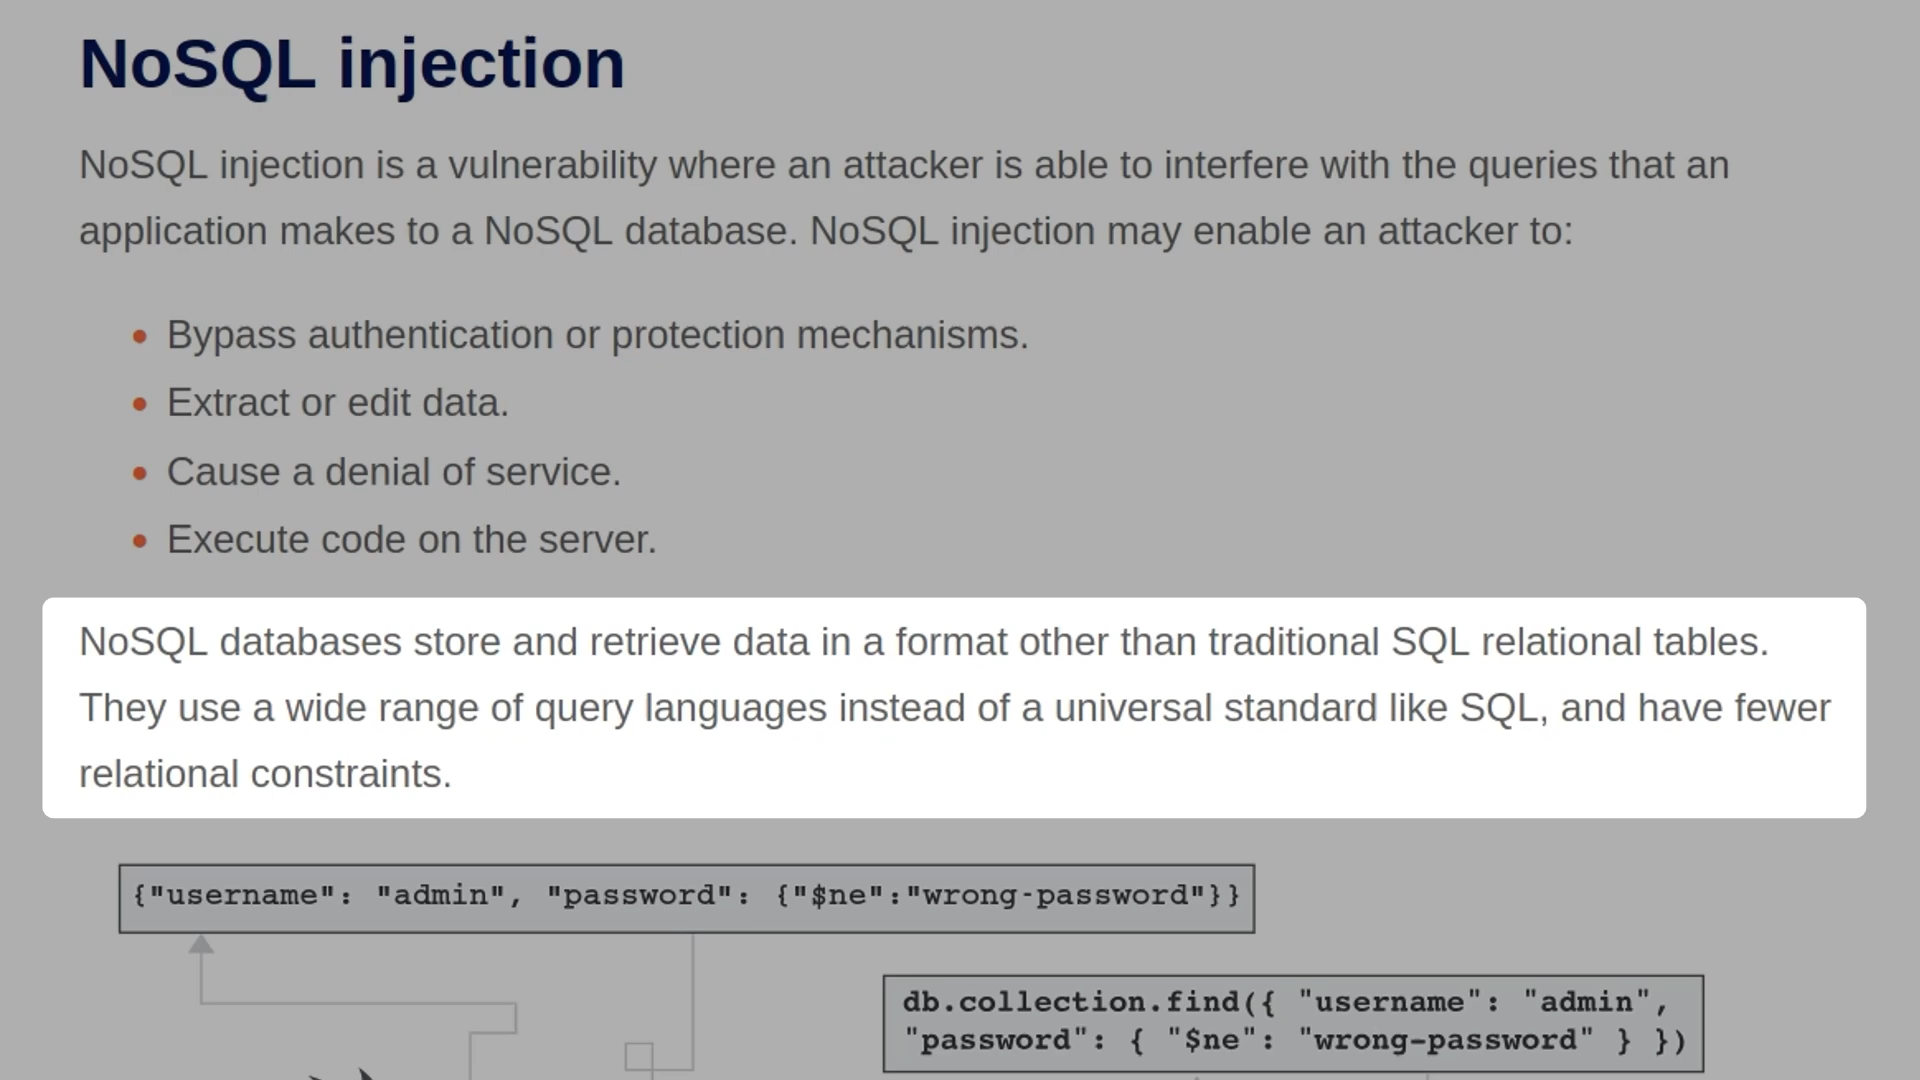 NoSQL injection
NoSQL injection is a vulnerability where an attacker is able to interfere with the queries that an
application makes to a NoSQL database. NoSQL injection may enable an attacker to:
Bypass authentication or protection mechanisms.
Extract or edit data.
Cause a denial of service.
Execute code on the server.
NoSQL databases store and retrieve data in a format other than traditional SQL relational tables.
They use a wide range of query languages instead of a universal standard like SQL, and have fewer
relational constraints.
{"username": "admin", "password": {"$ne":"wrong-password"}}
db.collection.find({ "username": "admin",
"password": { "$ne": "wrong-password" } })